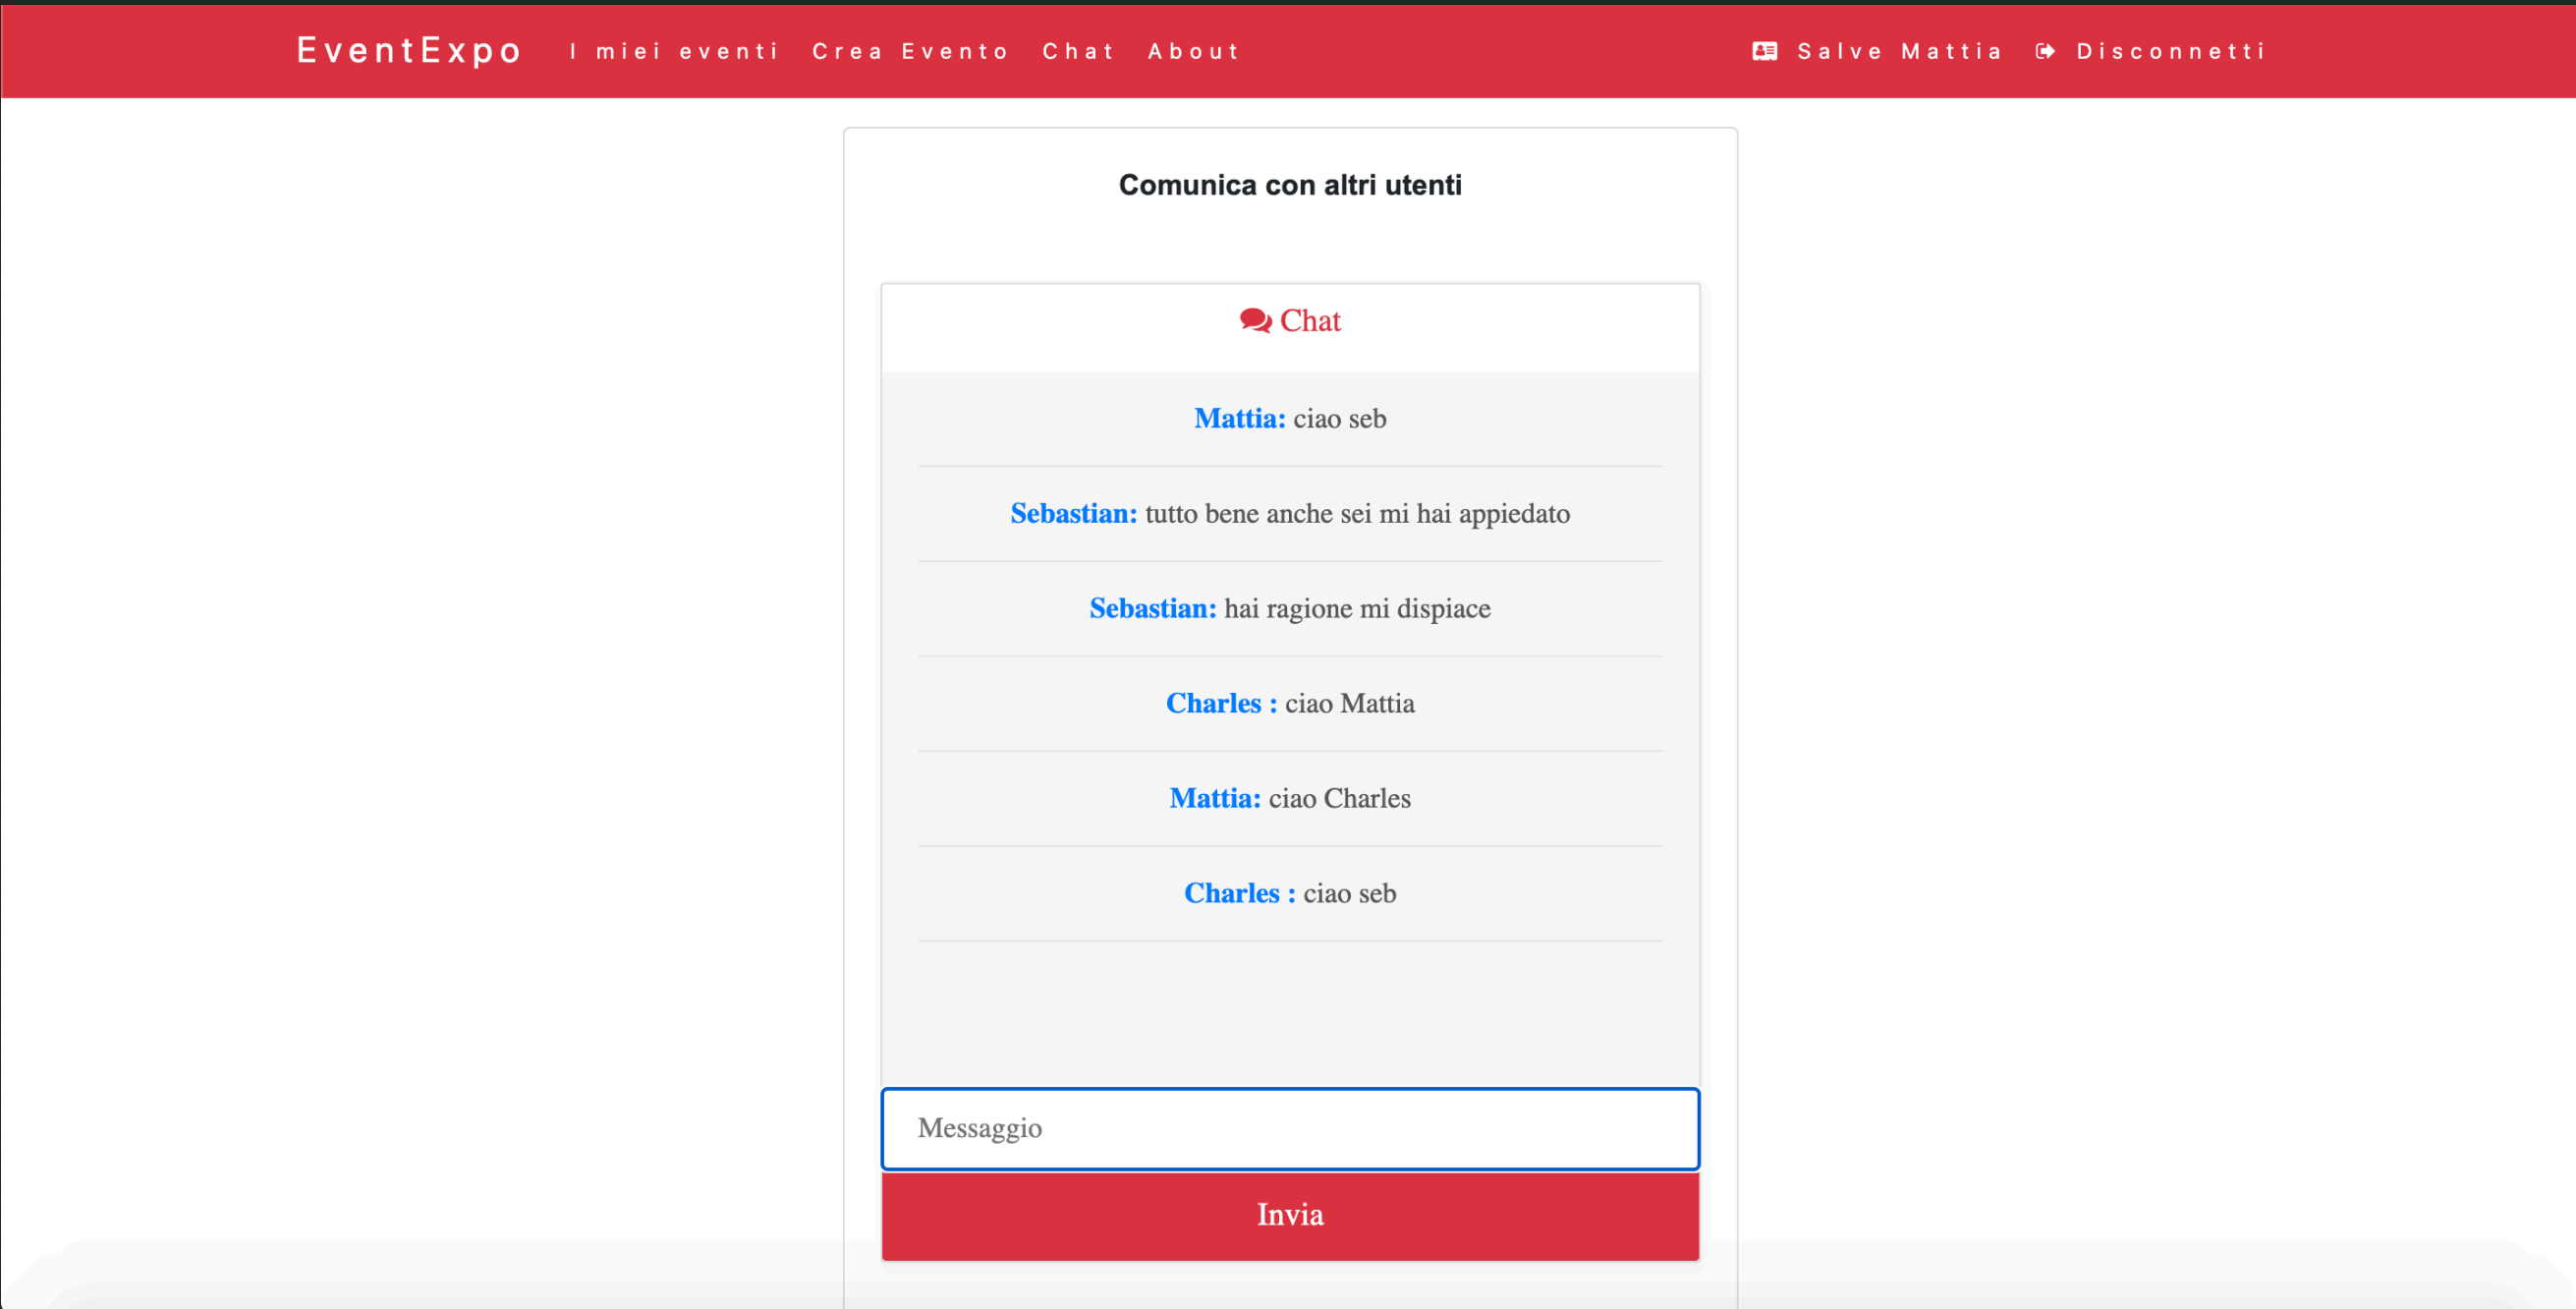 EventExpo I miei eventi Crea Evento Chat About Salve Mattia Disconnetti
Comunica con altri utenti
Chat
Mattia: ciao seb
Sebastian: tutto bene anche sei mi hai appiedato
Sebastian: hai ragione mi dispiace
Charles : ciao Mattia
Mattia: ciao Charles
Charles : ciao seb
Messaggio
Invia